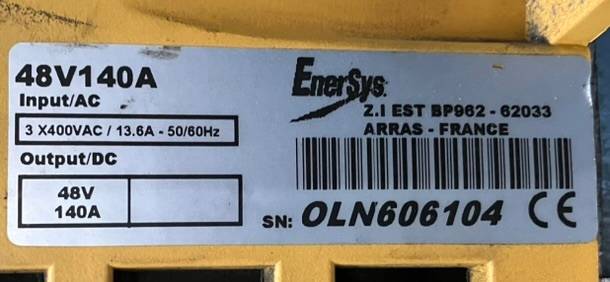 48V140A
Input/AC
3 X400VAC / 13.6A - 50/60Hz
Output/DC
48V
140A
EnerSys.
Z.I EST BP962 - 62033
ARRAS - FRANCE
SN: OLN606104 CE